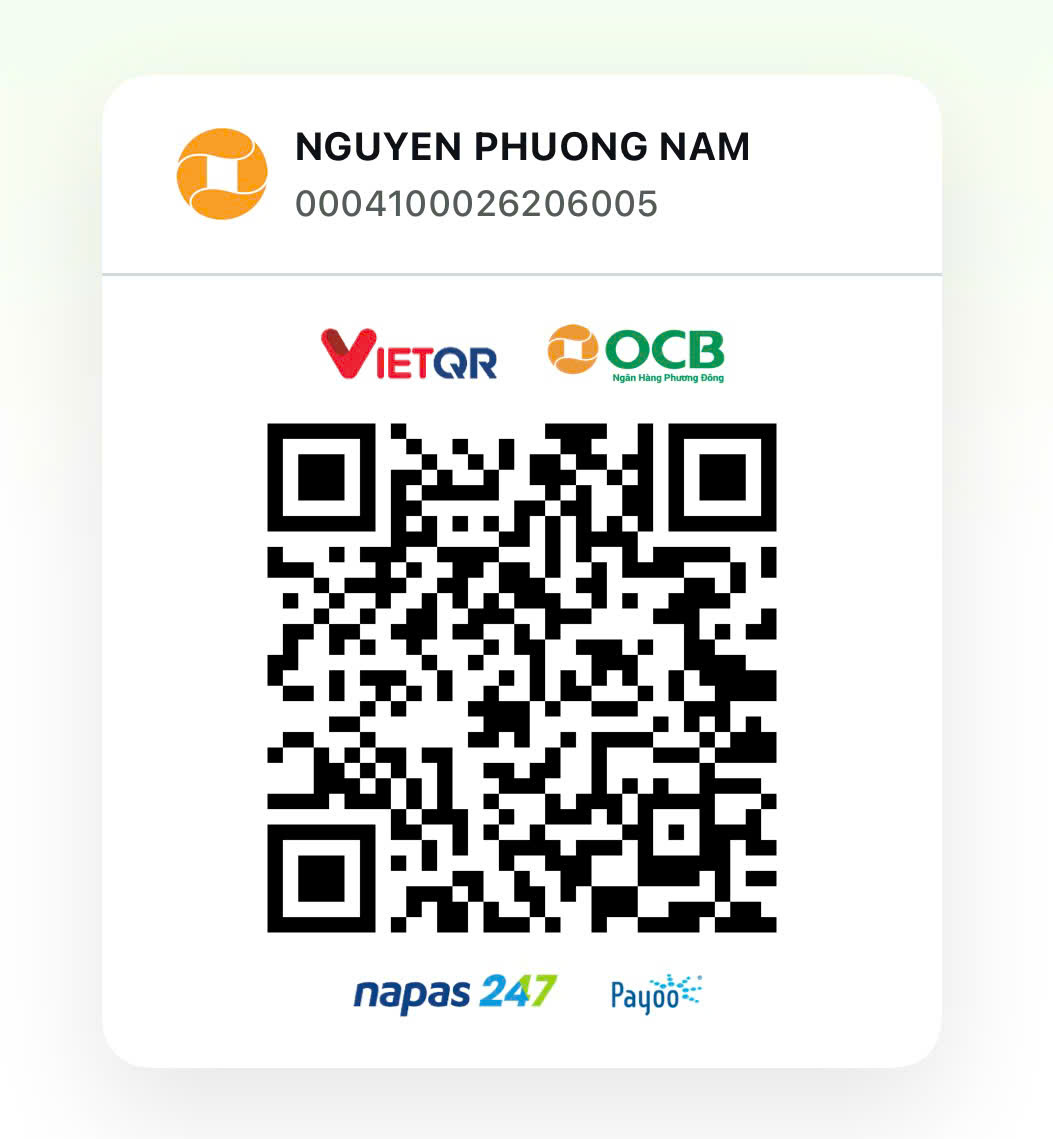 NGUYEN PHUONG NAM
0004100026206005
VIETQR
OCB
Ngân Hàng Phương Đông
napas 247
Payoo